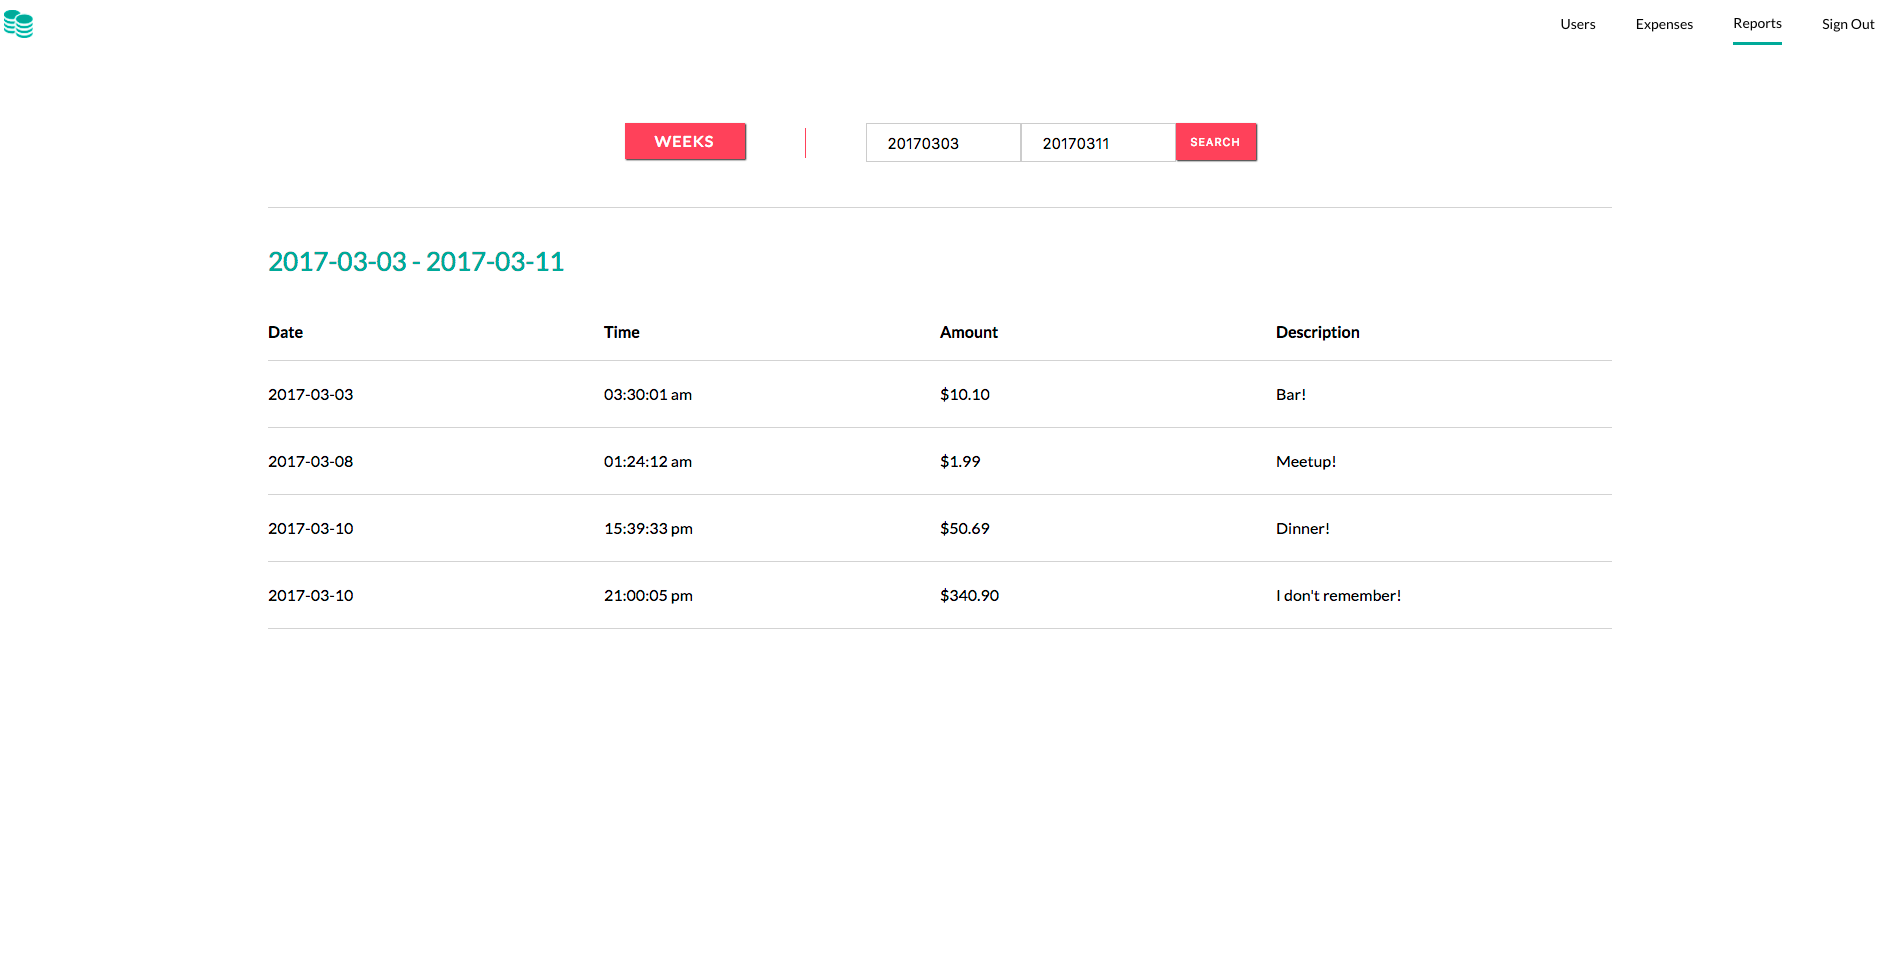 Users Expenses Reports Sign Out
WEEKS 20170303 20170311 SEARCH
2017-03-03 - 2017-03-11
Date Time Amount Description
2017-03-03 03:30:01 am $10.10 Bar!
2017-03-08 01:24:12 am $1.99 Meetup!
2017-03-10 15:39:33 pm $50.69 Dinner!
2017-03-10 21:00:05 pm $340.90 I don't remember!